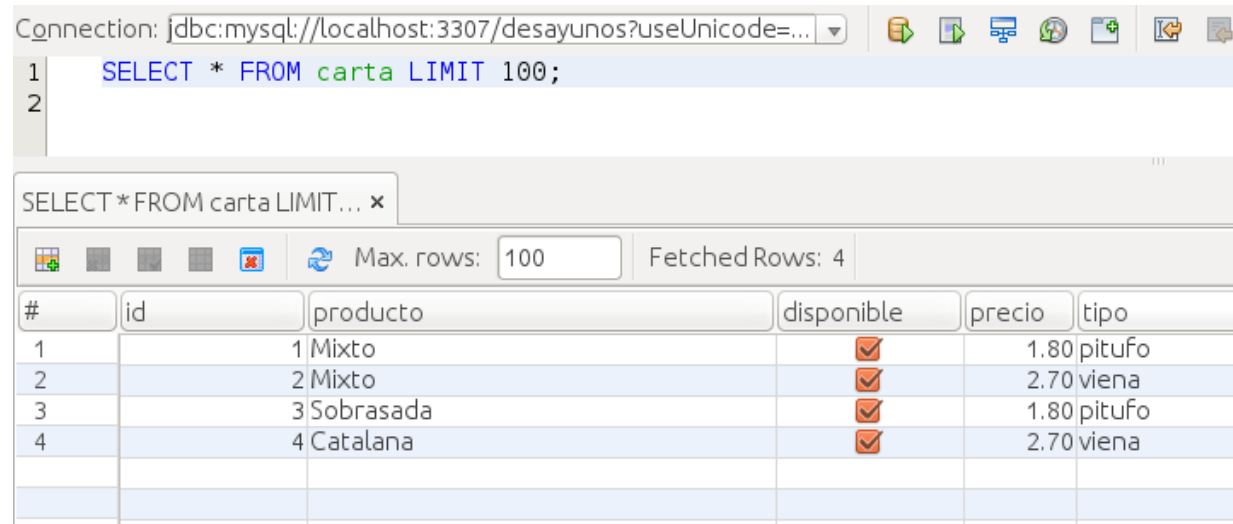 Connection: jdbc:mysql://localhost:3307/desayunos?useUnicode=...
1 SELECT * FROM carta LIMIT 100;
2
SELECT * FROM carta LIMIT... ×
Max. rows: 100 Fetched Rows: 4
# id producto disponible precio tipo
1 1 Mixto 1.80 pitufo
2 2 Mixto 2.70 viena
3 3 Sobrasada 1.80 pitufo
4 4 Catalana 2.70 viena